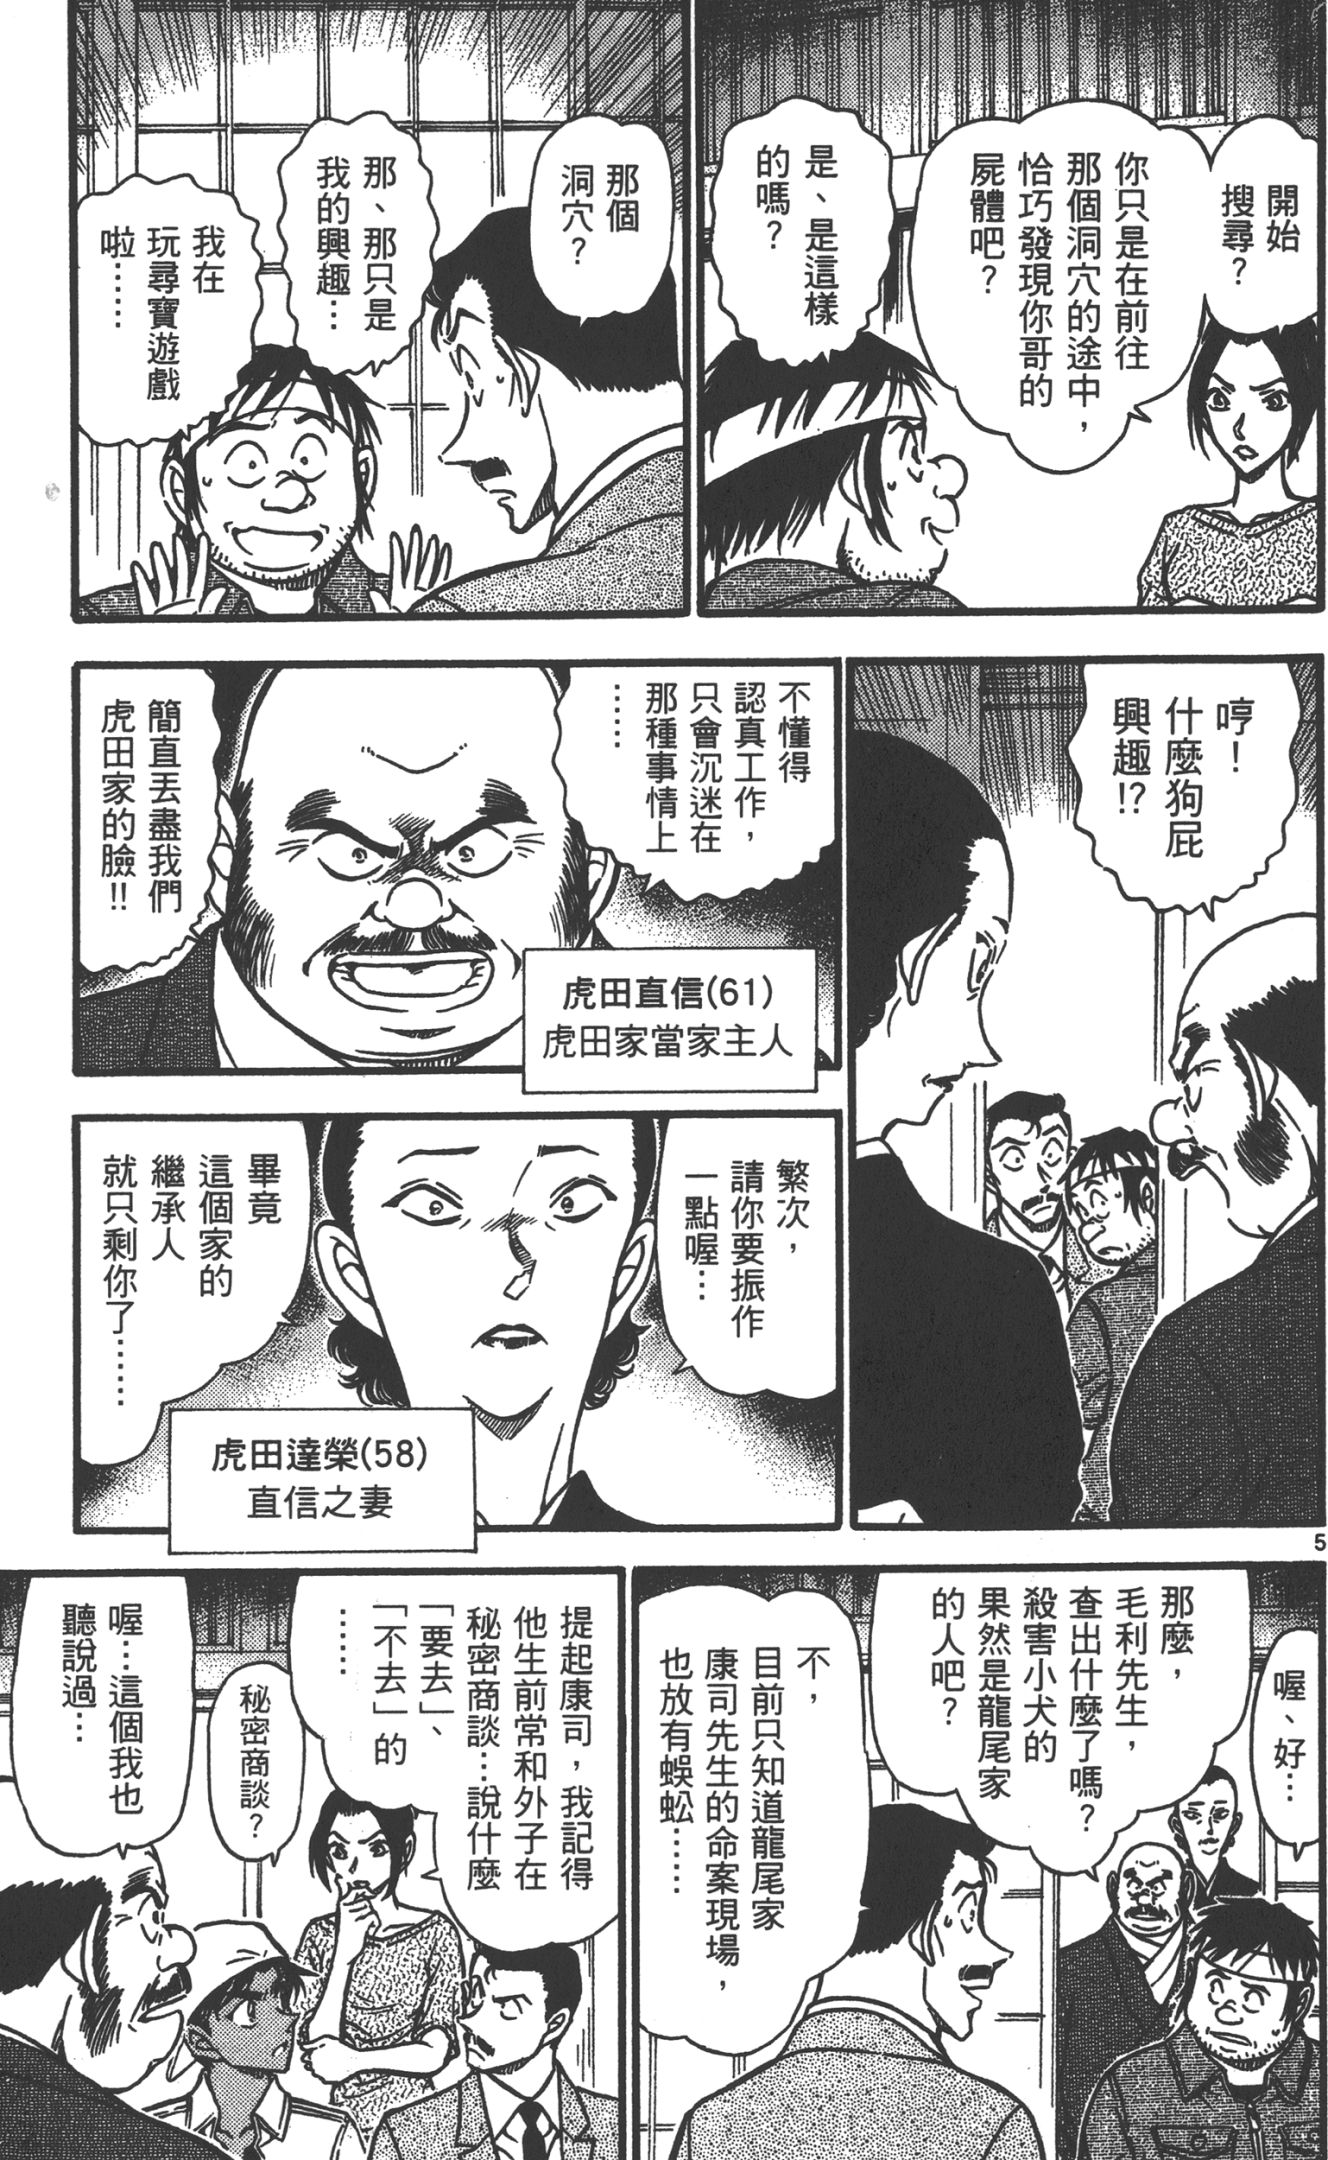 開始
搜尋？
你只是在前往
那個洞穴的途中，
恰巧發現你哥的
屍體吧？
是、是這樣
的嗎？
那個
洞穴？
那、那只是
我的興趣…
我在
玩尋寶遊戲
啦……
哼！
什麼狗屁
興趣!?
不懂得
認真工作，
只會沉迷在
那種事情上
……
簡直丟盡我們
虎田家的臉!!
虎田直信(61)
虎田家當家主人
繁次，
請你要振作
一點喔…
畢竟
這個家的
繼承人
就只剩你了……
虎田達榮(58)
直信之妻
5
喔、好…
那麼，
毛利先生，
查出什麼了嗎？
殺害小犬的
果然是龍尾家
的人吧？
不，
目前只知道龍尾家
康司先生的命案現場，
也放有蜈蚣……
提起康司，我記得
他生前常和外子在
秘密商談…說什麼
「要去」、
「不去」的
……
秘密商談？
喔…這個我也
聽說過…